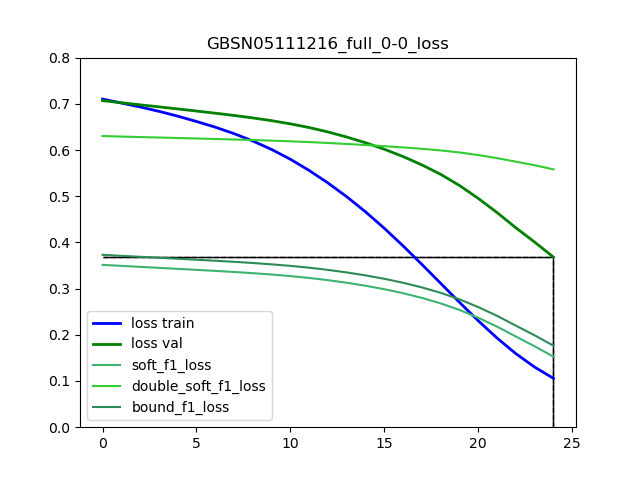 GBSN05111216_full_0-0_loss
0.8
0.7
0.6
0.5
0.4
0.3
0.2
0.1
0.0
loss train
loss val
soft_f1_loss
double_soft_f1_loss
bound_f1_loss
0 5 10 15 20 25